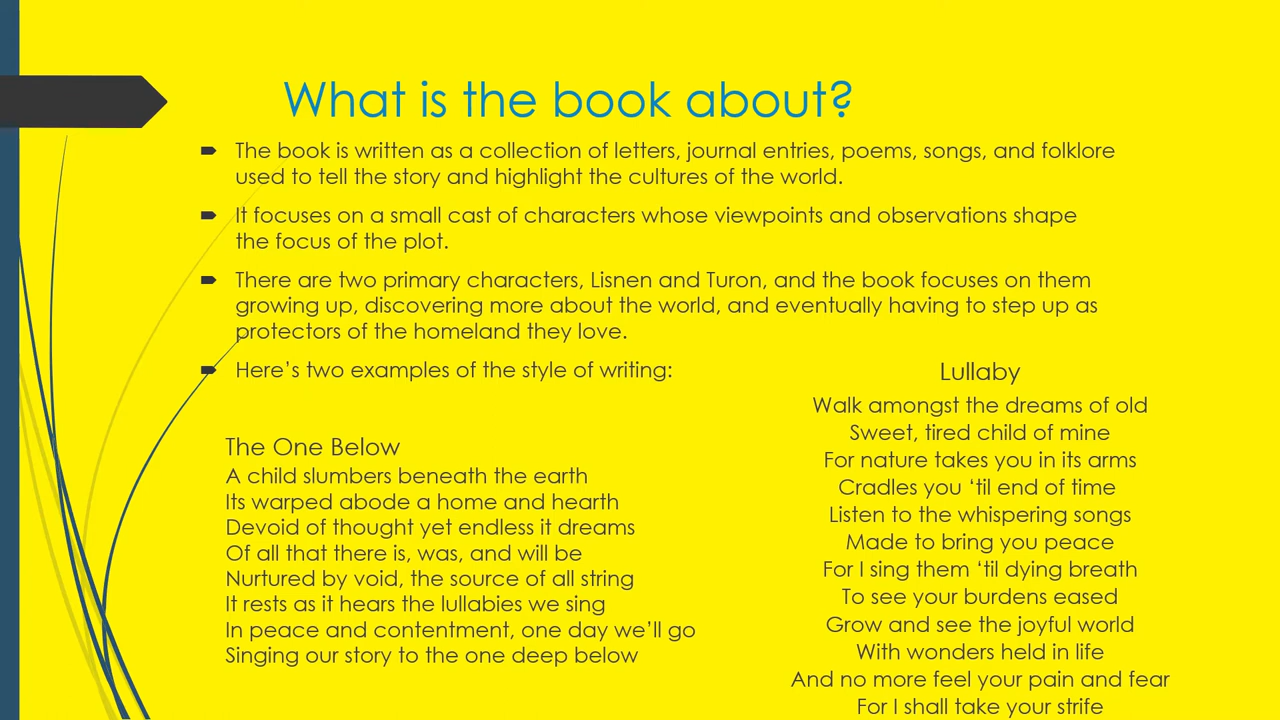 What is the book about?
The book is written as a collection of letters, journal entries, poems, songs, and folklore
used to tell the story and highlight the cultures of the world.
It focuses on a small cast of characters whose viewpoints and observations shape
the focus of the plot.
There are two primary characters, Lisnen and Turon, and the book focuses on them
growing up, discovering more about the world, and eventually having to step up as
protectors of the homeland they love.
Here's two examples of the style of writing:
The One Below
A child slumbers beneath the earth
Its warped abode a home and hearth
Devoid of thought yet endless it dreams
Of all that there is, was, and will be
Nurtured by void, the source of all string
It rests as it hears the lullabies we sing
In peace and contentment, one day we'll go
Singing our story to the one deep below
Lullaby
Walk amongst the dreams of old
Sweet, tired child of mine
For nature takes you in its arms
Cradles you ‘til end of time
Listen to the whispering songs
Made to bring you peace
For I sing them ‘til dying breath
To see your burdens eased
Grow and see the joyful world
With wonders held in life
And no more feel your pain and fear
For I shall take your strife